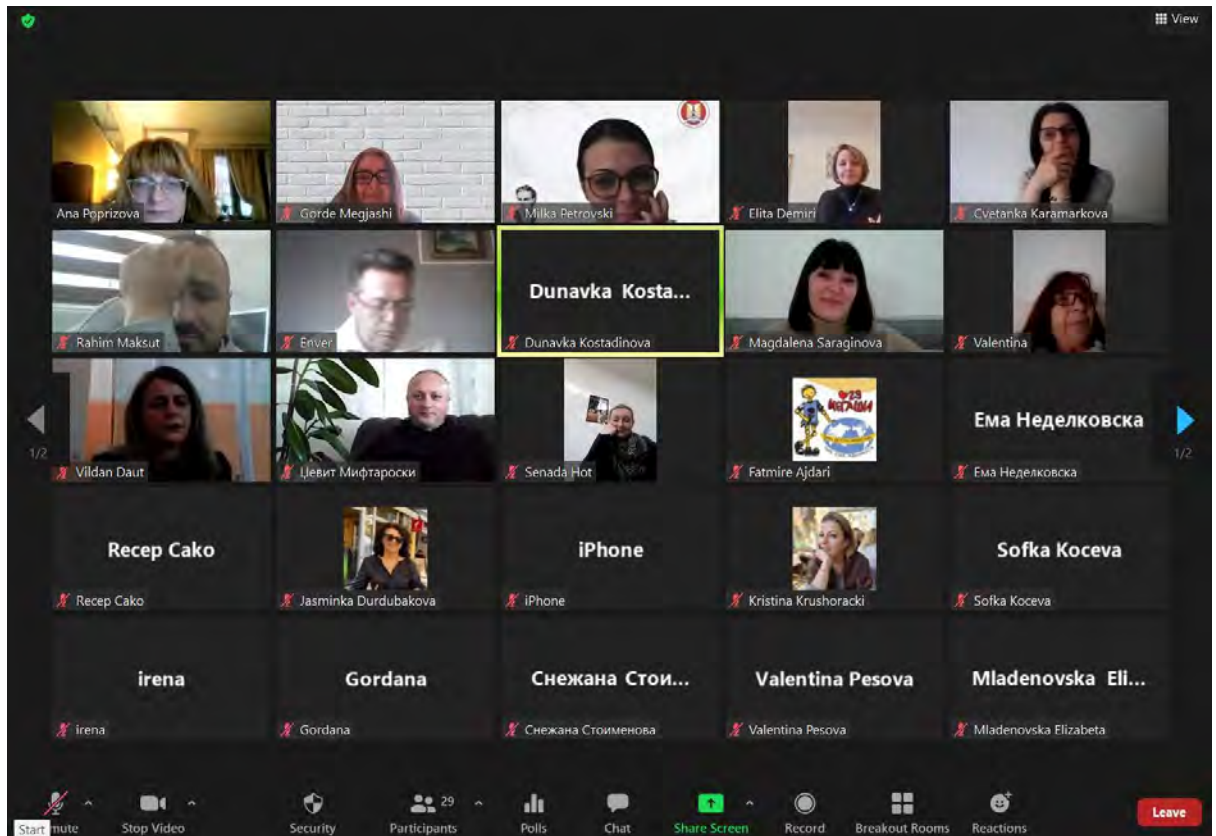 View
Ana Poprizova
Gorde Megjashi
Milka Petrovski
Elita Demiri
Cvetanka Karamarkova
Rahim Maksut
Enver
Dunavka Kosta...
Dunavka Kostadinova
Magdalena Saraginova
Valentina
1/2
Vildan Daut
Џевит Мифтароски
Senada Hot
29
МЕГАШИ
Fatmire Ajdari
Ема Неделковска
Ема Неделковска
1/2
Recep Cako
Recep Cako
Jasminka Durdubakova
iPhone
iPhone
Kristina Krushoracki
Sofka Koceva
Sofka Koceva
irena
irena
Gordana
Gordana
Снежана Стои...
Снежана Стоименова
Valentina Pesova
Valentina Pesova
Mladenovska Eli...
Mladenovska Elizabeta
Start
mute
Stop Video
Security
29
Participants
Polls
Chat
Share Screen
Record
Breakout Rooms
Reactions
Leave